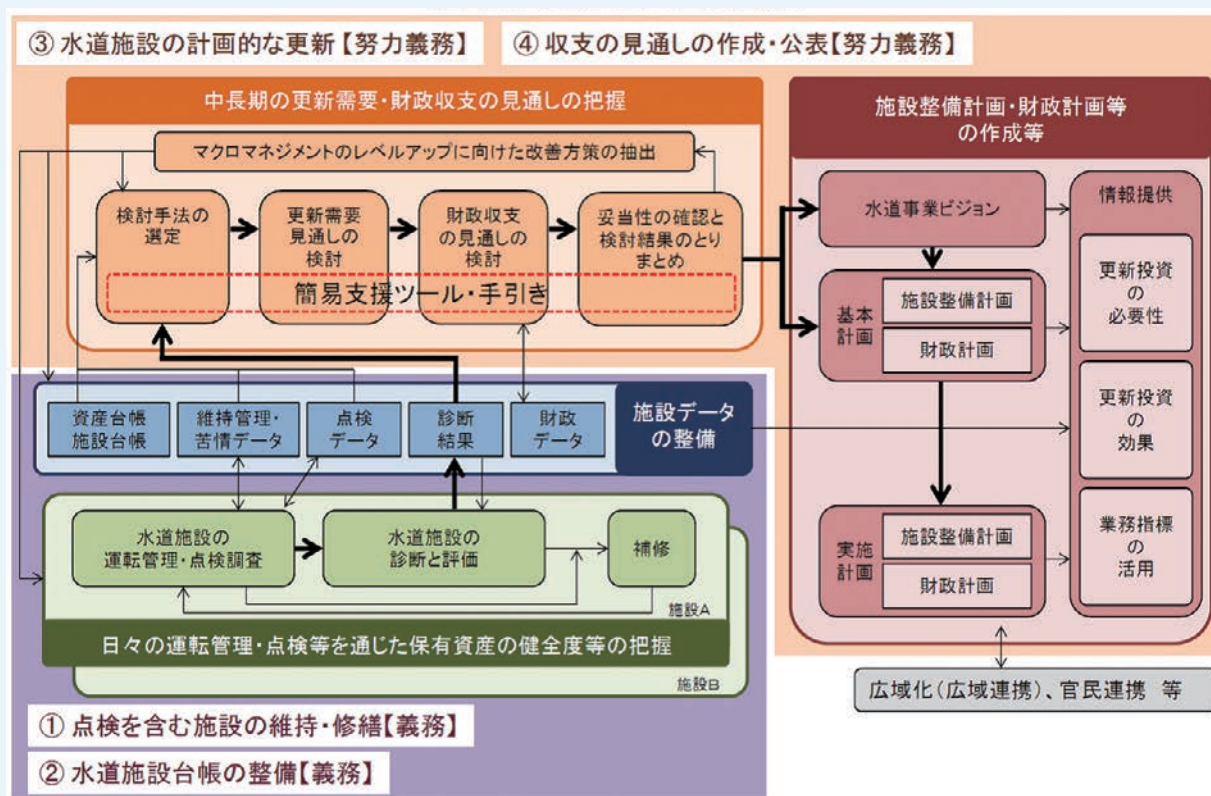 ③ 水道施設の計画的な更新【努力義務】
④ 収支の見通しの作成・公表【努力義務】
中長期の更新需要・財政収支の見通しの把握
マクロマネジメントのレベルアップに向けた改善方策の抽出
検討手法の
選定
更新需要
見通しの
検討
財政収支
の見通しの
検討
妥当性の確認と
検討結果のとり
まとめ
簡易支援ツール・手引き
施設整備計画・財政計画等
の作成等
水道事業ビジョン
基本
計画
施設整備計画
財政計画
実施
計画
施設整備計画
財政計画
情報提供
更新投資
の
必要性
更新投資
の
効果
業務指標
の
活用
資産台帳
施設台帳
維持管理・
苦情データ
点検
データ
診断
結果
財政
データ
施設データ
の整備
水道施設の
運転管理・点検調査
水道施設の
診断と評価
補修
施設A
日々の運転管理・点検等を通じた保有資産の健全度等の把握
施設B
広域化(広域連携)、官民連携 等
① 点検を含む施設の維持・修繕【義務】
② 水道施設台帳の整備【義務】